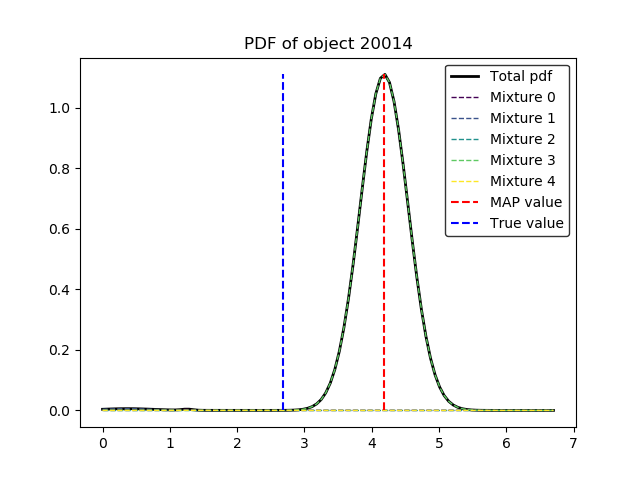 PDF of object 20014
Total pdf
Mixture 0
Mixture 1
Mixture 2
Mixture 3
Mixture 4
MAP value
True value
1.0
0.8
0.6
0.4
0.2
0.0
0 1 2 3 4 5 6 7